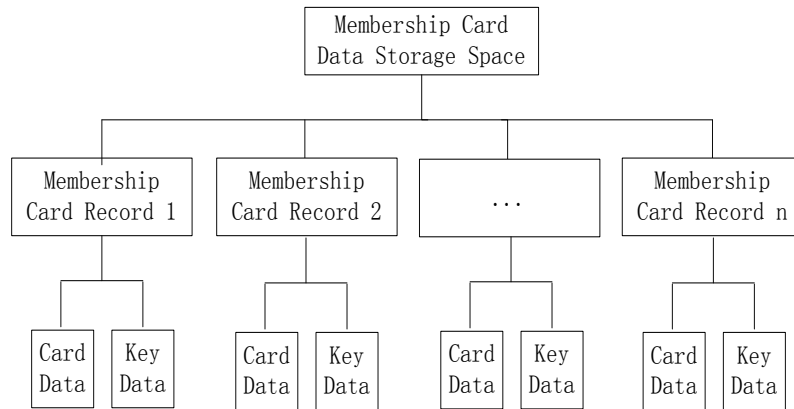 Membership Card
Data Storage Space
Membership
Card Record 1
Membership
Card Record 2
...
Membership
Card Record n
Card
Data
Key
Data
Card
Data
Key
Data
Card
Data
Key
Data
Card
Data
Key
Data